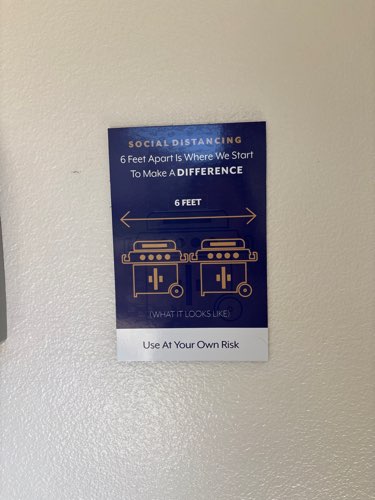 SOCIAL DISTANCING
6 Feet Apart Is Where We Start
To Make A DIFFERENCE
6 FEET
(WHAT IT LOOKS LIKE)
Use At Your Own Risk